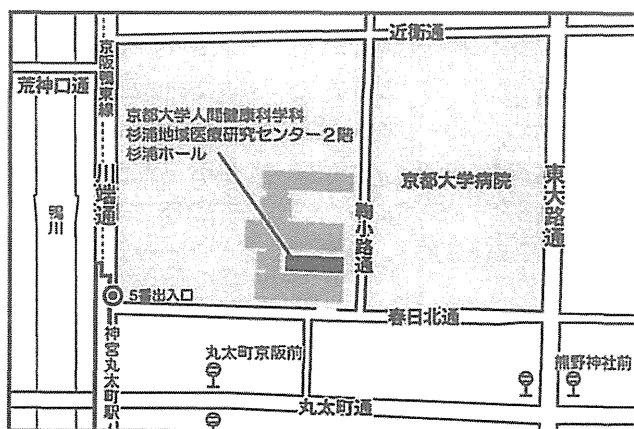 近衛通
京阪鴨東線
荒神口通
京都大学人間健康科学科
杉浦地域医療研究センター2階
杉浦ホール
川端通
鴨川
京都大学病院
鞠小路通
東大路通
5番出入口
春日北通
神宮丸太町駅
丸太町京阪前
熊野神社前
丸太町通